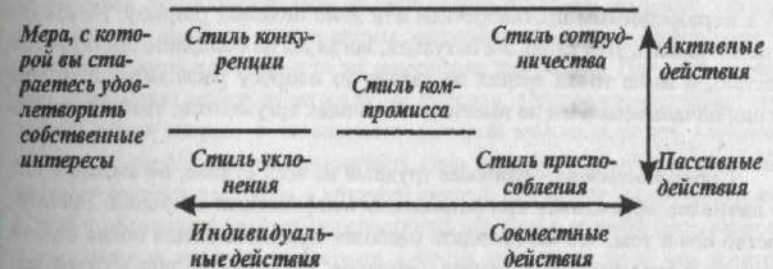 Мера, с кото-
рой вы ста-
раетесь удов-
летворить
собственные
интересы
Стиль конку-
ренции
Стиль сотруд-
ничества
Активные
действия
Стиль ком-
промисса
Стиль укло-
нения
Стиль приспо-
собления
Пассивные
действия
Индивидуаль-
ные действия
Совместные
действия